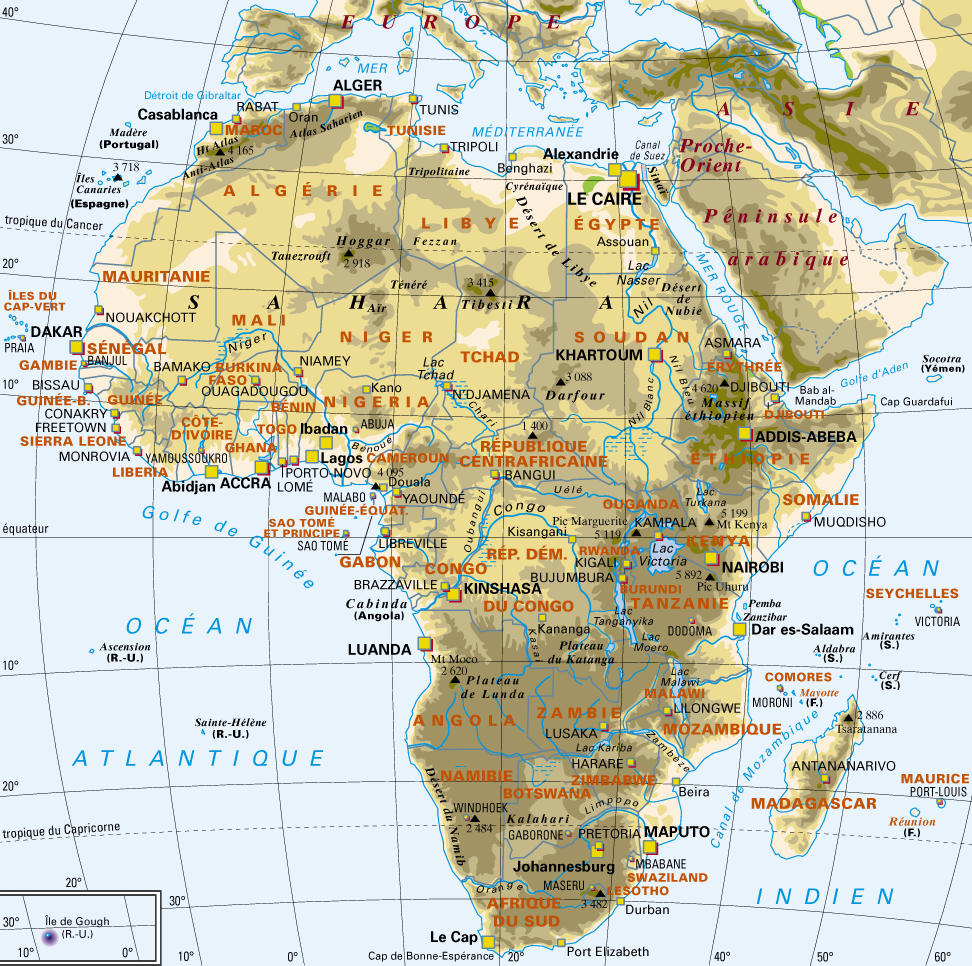 40°
E U R O P E
MER
Détroit de Gibraltar
ALGER
RABAT
Oran
TUNIS
A S I E
Casablanca
MAROC
Atlas Saharien
TUNISIE
MÉDITERRANÉE
30°
Madère
(Portugal)
Ht Atlas
4 165
Anti-Atlas
TRIPOLI
Alexandrie
Canal
de Suez
Proche-
Orient
Benghazi
3 718
Îles
Canaries
(Espagne)
ALGÉRIE
Tripolitaine
Cyrénaïque
LE CAIRE
Sinaï
tropique du Cancer
LIBYE
ÉGYPTE
Péninsule
arabique
Désert de Libye
Hoggar
Fezzan
Assouan
Tanezrouft
2 918
Lac
Nasser
MER ROUGE
20°
MAURITANIE
Ténéré
3 415
Tibesti
Désert
de
Nubie
ÎLES DU
CAP-VERT
S A H A R A
Aïr
Nil
NOUAKCHOTT
MALI
NIGER
SOUDAN
DAKAR
PRAIA
SÉNÉGAL
Niger
TCHAD
KHARTOUM
ASMARA
ÉRYTHRÉE
GAMBIE
BANJUL
BAMAKO
BURKINA
FASO
NIAMEY
Lac
Tchad
Nil Bleu
Golfe d'Aden
Socotra
(Yémen)
10°
BISSAU
OUAGADOUGOU
Kano
3 088
Darfour
4 620
DJIBOUTI
Bab al-
Mandab
GUINÉE-B.
GUINÉE
BÉNIN
NIGERIA
N'DJAMENA
Nil Blanc
Massif
éthiopien
DJIBOUTI
Cap Guardafui
CONAKRY
FREETOWN
CÔTE-
D'IVOIRE
TOGO
Ibadan
ABUJA
Chari
1 400
ADDIS-ABEBA
SIERRA LEONE
GHANA
Bénoué
RÉPUBLIQUE
CENTRAFRICAINE
ÉTHIOPIE
MONROVIA
YAMOUSSOUKRO
Lagos
CAMEROUN
LIBERIA
PORTO-NOVO
4 095
BANGUI
Abidjan
ACCRA
LOMÉ
Douala
Uélé
Lac
Turkana
SOMALIE
MALABO
YAOUNDÉ
Golfe de Guinée
GUINÉE-ÉQUAT.
Oubangui
Congo
OUGANDA
5 199
Mt Kenya
MUQDISHO
équateur
SAO TOMÉ
ET PRINCIPE
SAO TOMÉ
LIBREVILLE
Kisangani
Pic Marguerite
5 119
KAMPALA
KENYA
GABON
CONGO
RÉP. DÉM.
DU CONGO
RWANDA
KIGALI
Lac
Victoria
NAIROBI
OCÉAN
BRAZZAVILLE
KINSHASA
BUJUMBURA
BURUNDI
5 892
Pic Uhuru
SEYCHELLES
VICTORIA
Cabinda
(Angola)
TANZANIE
Pemba
Zanzibar
OCÉAN
Kananga
Lac
Tanganyika
DODOMA
Dar es-Salaam
Amirantes
(S.)
Ascension
(R.-U.)
LUANDA
Kasai
Plateau
du Katanga
Lac
Moero
Aldabra
(S.)
10°
Mt Moco
2 620
Plateau
de Lunda
Lac
Malawi
COMORES
Cerf
(S.)
MALAWI
MORONI
Mayotte
(F.)
Sainte-Hélène
(R.-U.)
ANGOLA
ZAMBIE
LILONGWE
2 886
Tsaratanana
LUSAKA
MOZAMBIQUE
ATLANTIQUE
Lac Kariba
Zambèze
Canal de Mozambique
HARARE
ANTANANARIVO
20°
NAMIBIE
ZIMBABWE
MAURICE
PORT-LOUIS
BOTSWANA
Beira
Désert du Namib
WINDHOEK
Limpopo
MADAGASCAR
2 484
Kalahari
Réunion
(F.)
tropique du Capricorne
GABORONE
PRETORIA
MAPUTO
Johannesburg
MBABANE
20°
Orange
MASERU
SWAZILAND
LESOTHO
INDIEN
30°
AFRIQUE
DU SUD
3 482
Durban
Île de Gough
(R.-U.)
30°
Le Cap
Cap de Bonne-Espérance
Port Elizabeth
10°
0°
10°
0°
20°
30°
40°
50°
60°